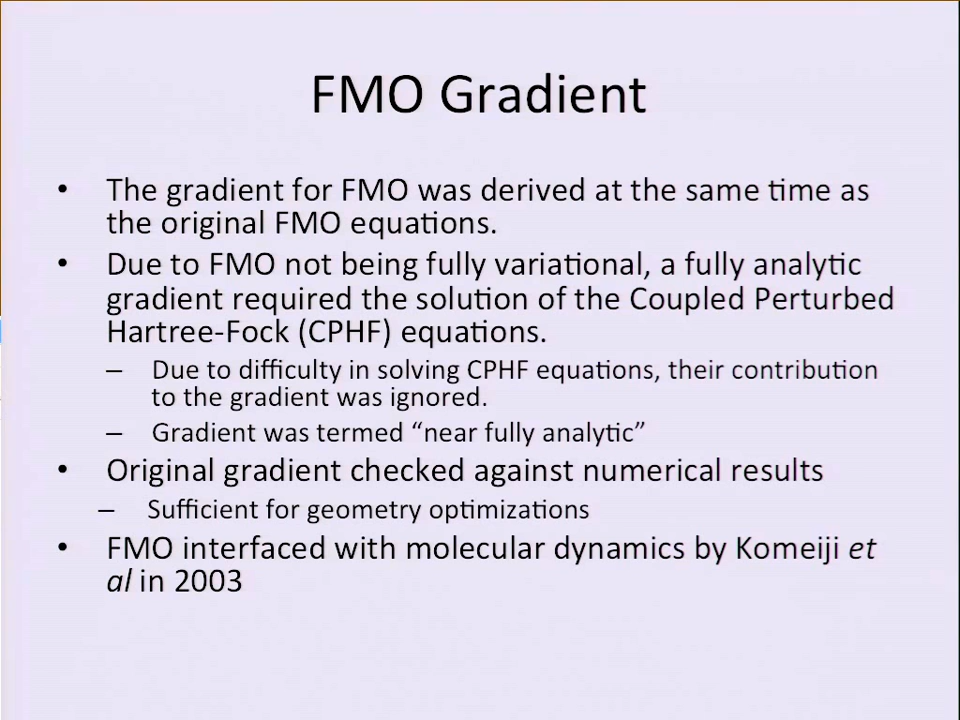 FMO Gradient
• The gradient for FMO was derived at the same time as
the original FMO equations.
• Due to FMO not being fully variational, a fully analytic
gradient required the solution of the Coupled Perturbed
Hartree-Fock (CPHF) equations.
– Due to difficulty in solving CPHF equations, their contribution
to the gradient was ignored.
– Gradient was termed “near fully analytic”
• Original gradient checked against numerical results
– Sufficient for geometry optimizations
• FMO interfaced with molecular dynamics by Komeiji et
al in 2003